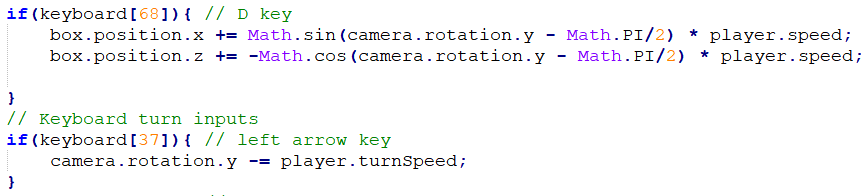 if(keyboard[68]){ // D key
box.position.x += Math.sin(camera.rotation.y - Math.PI/2) * player.speed;
box.position.z += -Math.cos(camera.rotation.y - Math.PI/2) * player.speed;
}
// Keyboard turn inputs
if(keyboard[37]){ // left arrow key
camera.rotation.y -= player.turnSpeed;
}